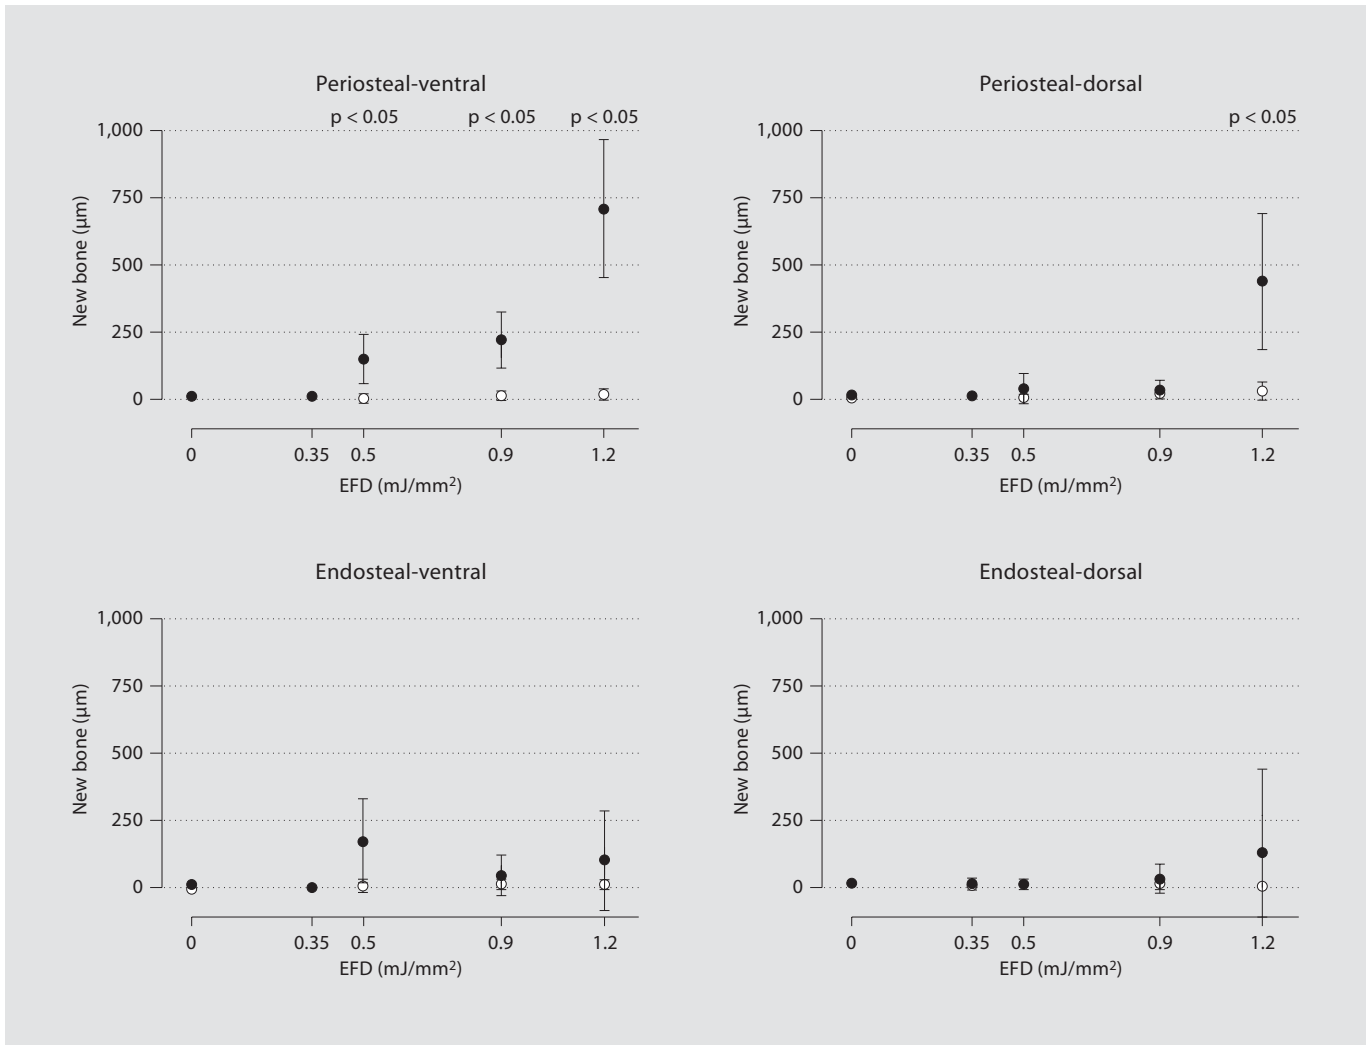 Periosteal-ventral
p < 0.05 p < 0.05 p < 0.05
1,000
750
500
250
0
New bone (µm)
0 0.35 0.5 0.9 1.2
EFD (mJ/mm²)
Periosteal-dorsal
p < 0.05
1,000
750
500
250
0
New bone (µm)
0 0.35 0.5 0.9 1.2
EFD (mJ/mm²)
Endosteal-ventral
1,000
750
500
250
0
New bone (µm)
0 0.35 0.5 0.9 1.2
EFD (mJ/mm²)
Endosteal-dorsal
1,000
750
500
250
0
New bone (µm)
0 0.35 0.5 0.9 1.2
EFD (mJ/mm²)